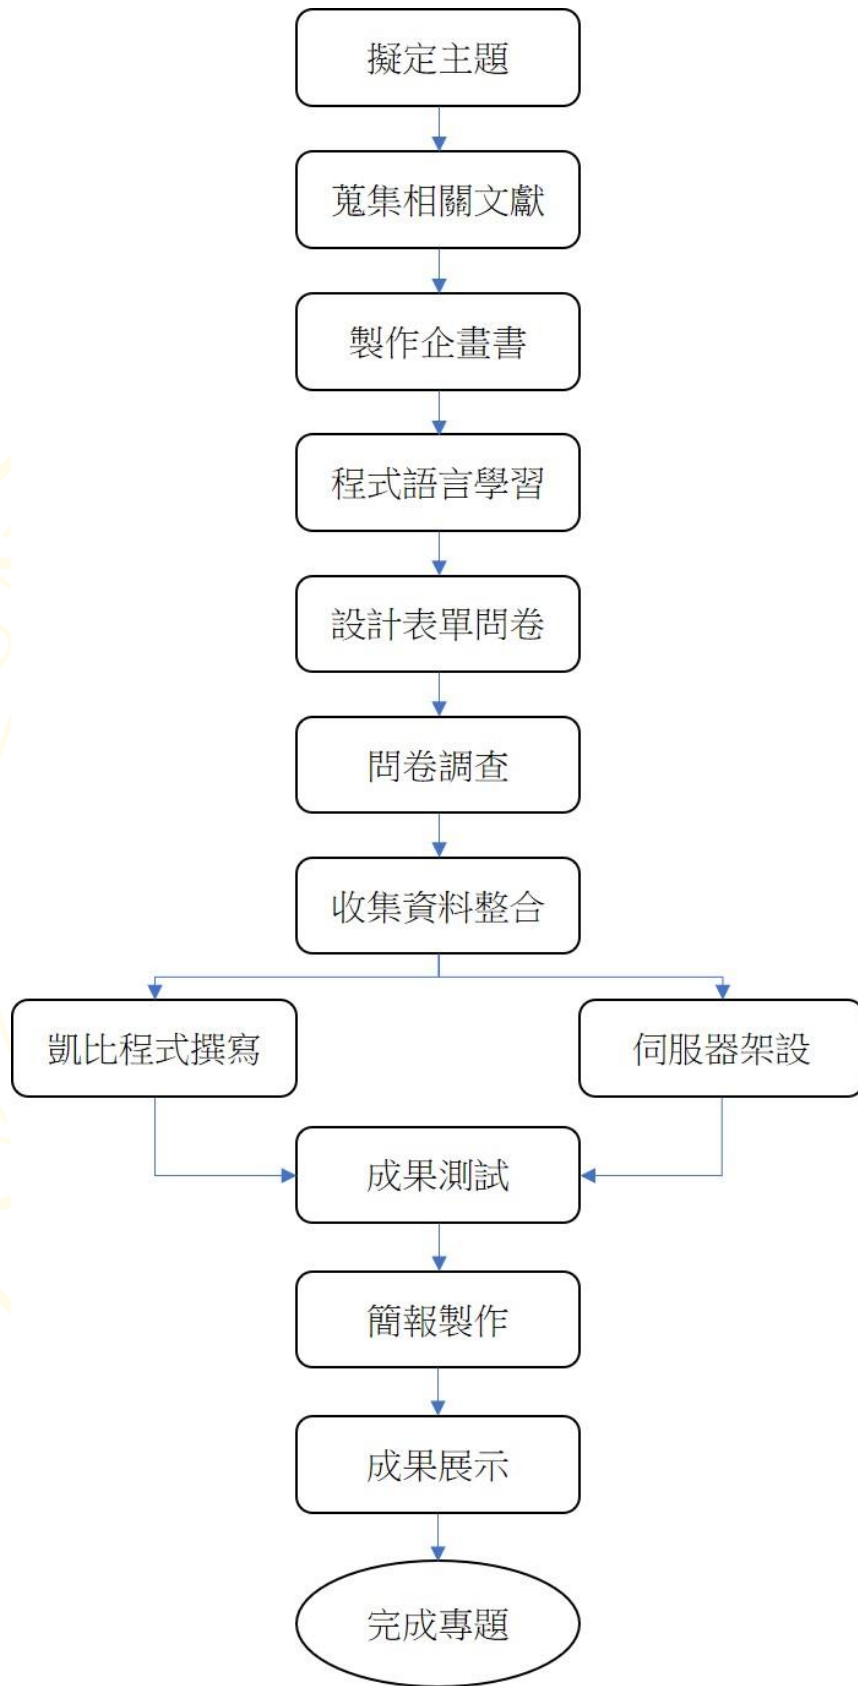 擬定主題
蒐集相關文獻
製作企畫書
程式語言學習
設計表單問卷
問卷調查
收集資料整合
凱比程式撰寫
伺服器架設
成果測試
簡報製作
成果展示
完成專題